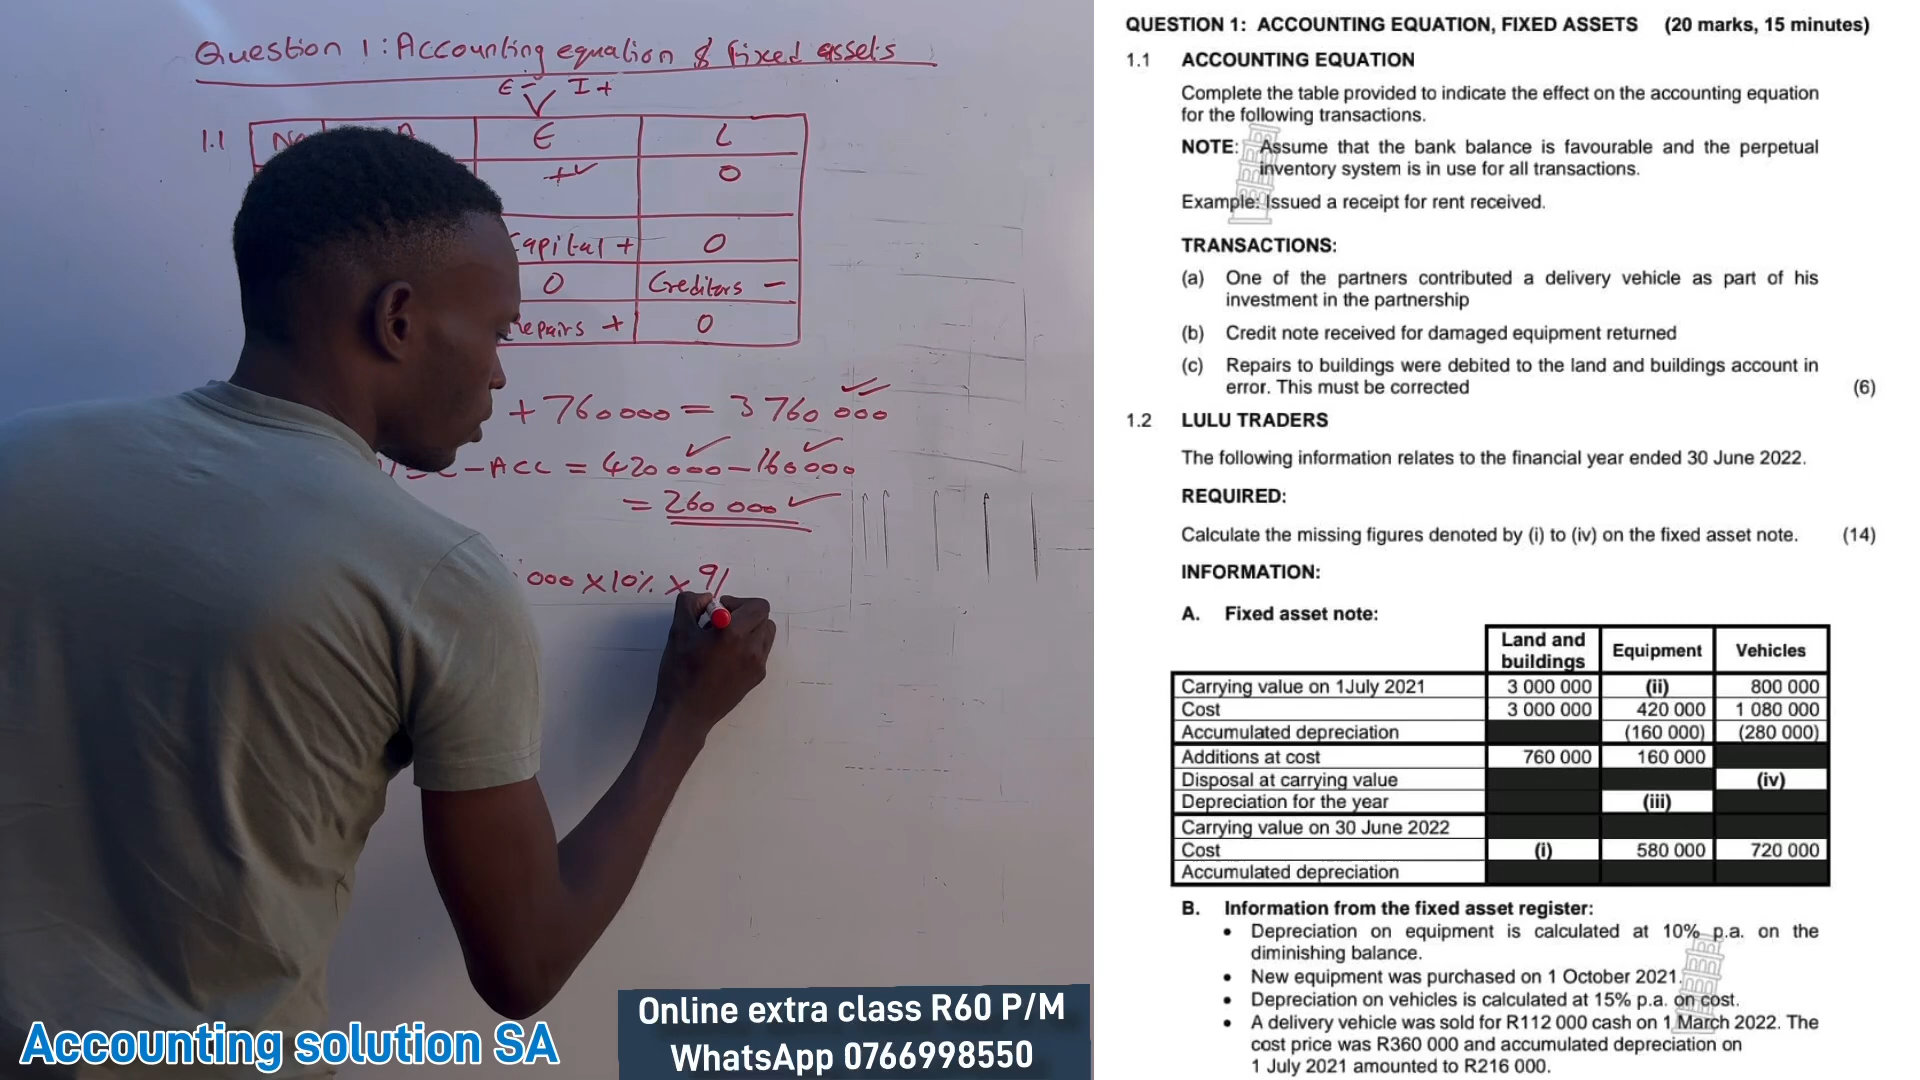 Question 1: Accounting equation & fixed assets
E - I +
1.1
E L
+ 0
Capital + 0
0 Creditors -
Repairs + 0
+ 760 000 = 3 760 000
- ACC = 420 000 - 160 000
= 260 000
000 X 10% X 9/
Accounting solution SA
Online extra class R60 P/M
WhatsApp 0766998550
QUESTION 1: ACCOUNTING EQUATION, FIXED ASSETS (20 marks, 15 minutes)
1.1 ACCOUNTING EQUATION
Complete the table provided to indicate the effect on the accounting equation
for the following transactions.
NOTE: Assume that the bank balance is favourable and the perpetual
inventory system is in use for all transactions.
Example: Issued a receipt for rent received.
TRANSACTIONS:
(a) One of the partners contributed a delivery vehicle as part of his
investment in the partnership
(b) Credit note received for damaged equipment returned
(c) Repairs to buildings were debited to the land and buildings account in
error. This must be corrected (6)
1.2 LULU TRADERS
The following information relates to the financial year ended 30 June 2022.
REQUIRED:
Calculate the missing figures denoted by (i) to (iv) on the fixed asset note. (14)
INFORMATION:
A. Fixed asset note:
Land and
buildings Equipment Vehicles
Carrying value on 1July 2021 3 000 000 (ii) 800 000
Cost 3 000 000 420 000 1 080 000
Accumulated depreciation (160 000) (280 000)
Additions at cost 760 000 160 000
Disposal at carrying value (iv)
Depreciation for the year (iii)
Carrying value on 30 June 2022
Cost (i) 580 000 720 000
Accumulated depreciation
B. Information from the fixed asset register:
• Depreciation on equipment is calculated at 10% p.a. on the
diminishing balance.
• New equipment was purchased on 1 October 2021.
• Depreciation on vehicles is calculated at 15% p.a. on cost.
• A delivery vehicle was sold for R112 000 cash on 1 March 2022. The
cost price was R360 000 and accumulated depreciation on
1 July 2021 amounted to R216 000.